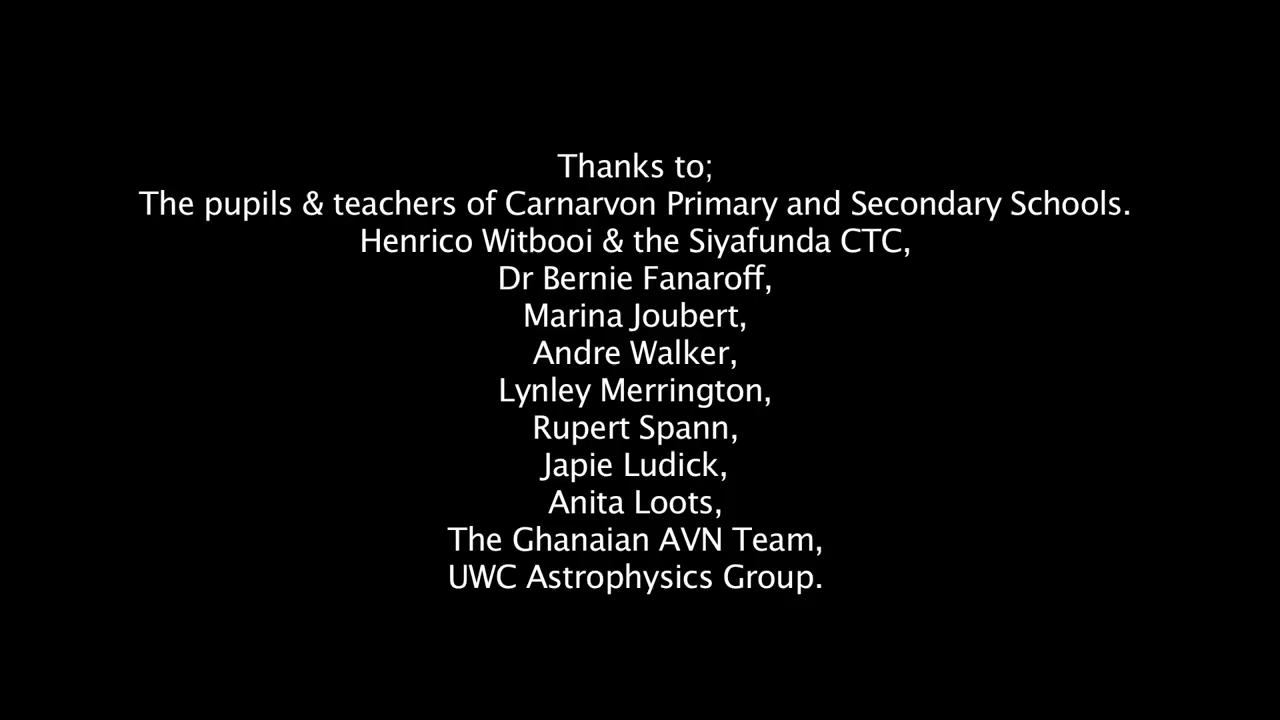 Thanks to;
The pupils & teachers of Carnarvon Primary and Secondary Schools.
Henrico Witbooi & the Siyafunda CTC,
Dr Bernie Fanaroff,
Marina Joubert,
Andre Walker,
Lynley Merrington,
Rupert Spann,
Japie Ludick,
Anita Loots,
The Ghanaian AVN Team,
UWC Astrophysics Group.